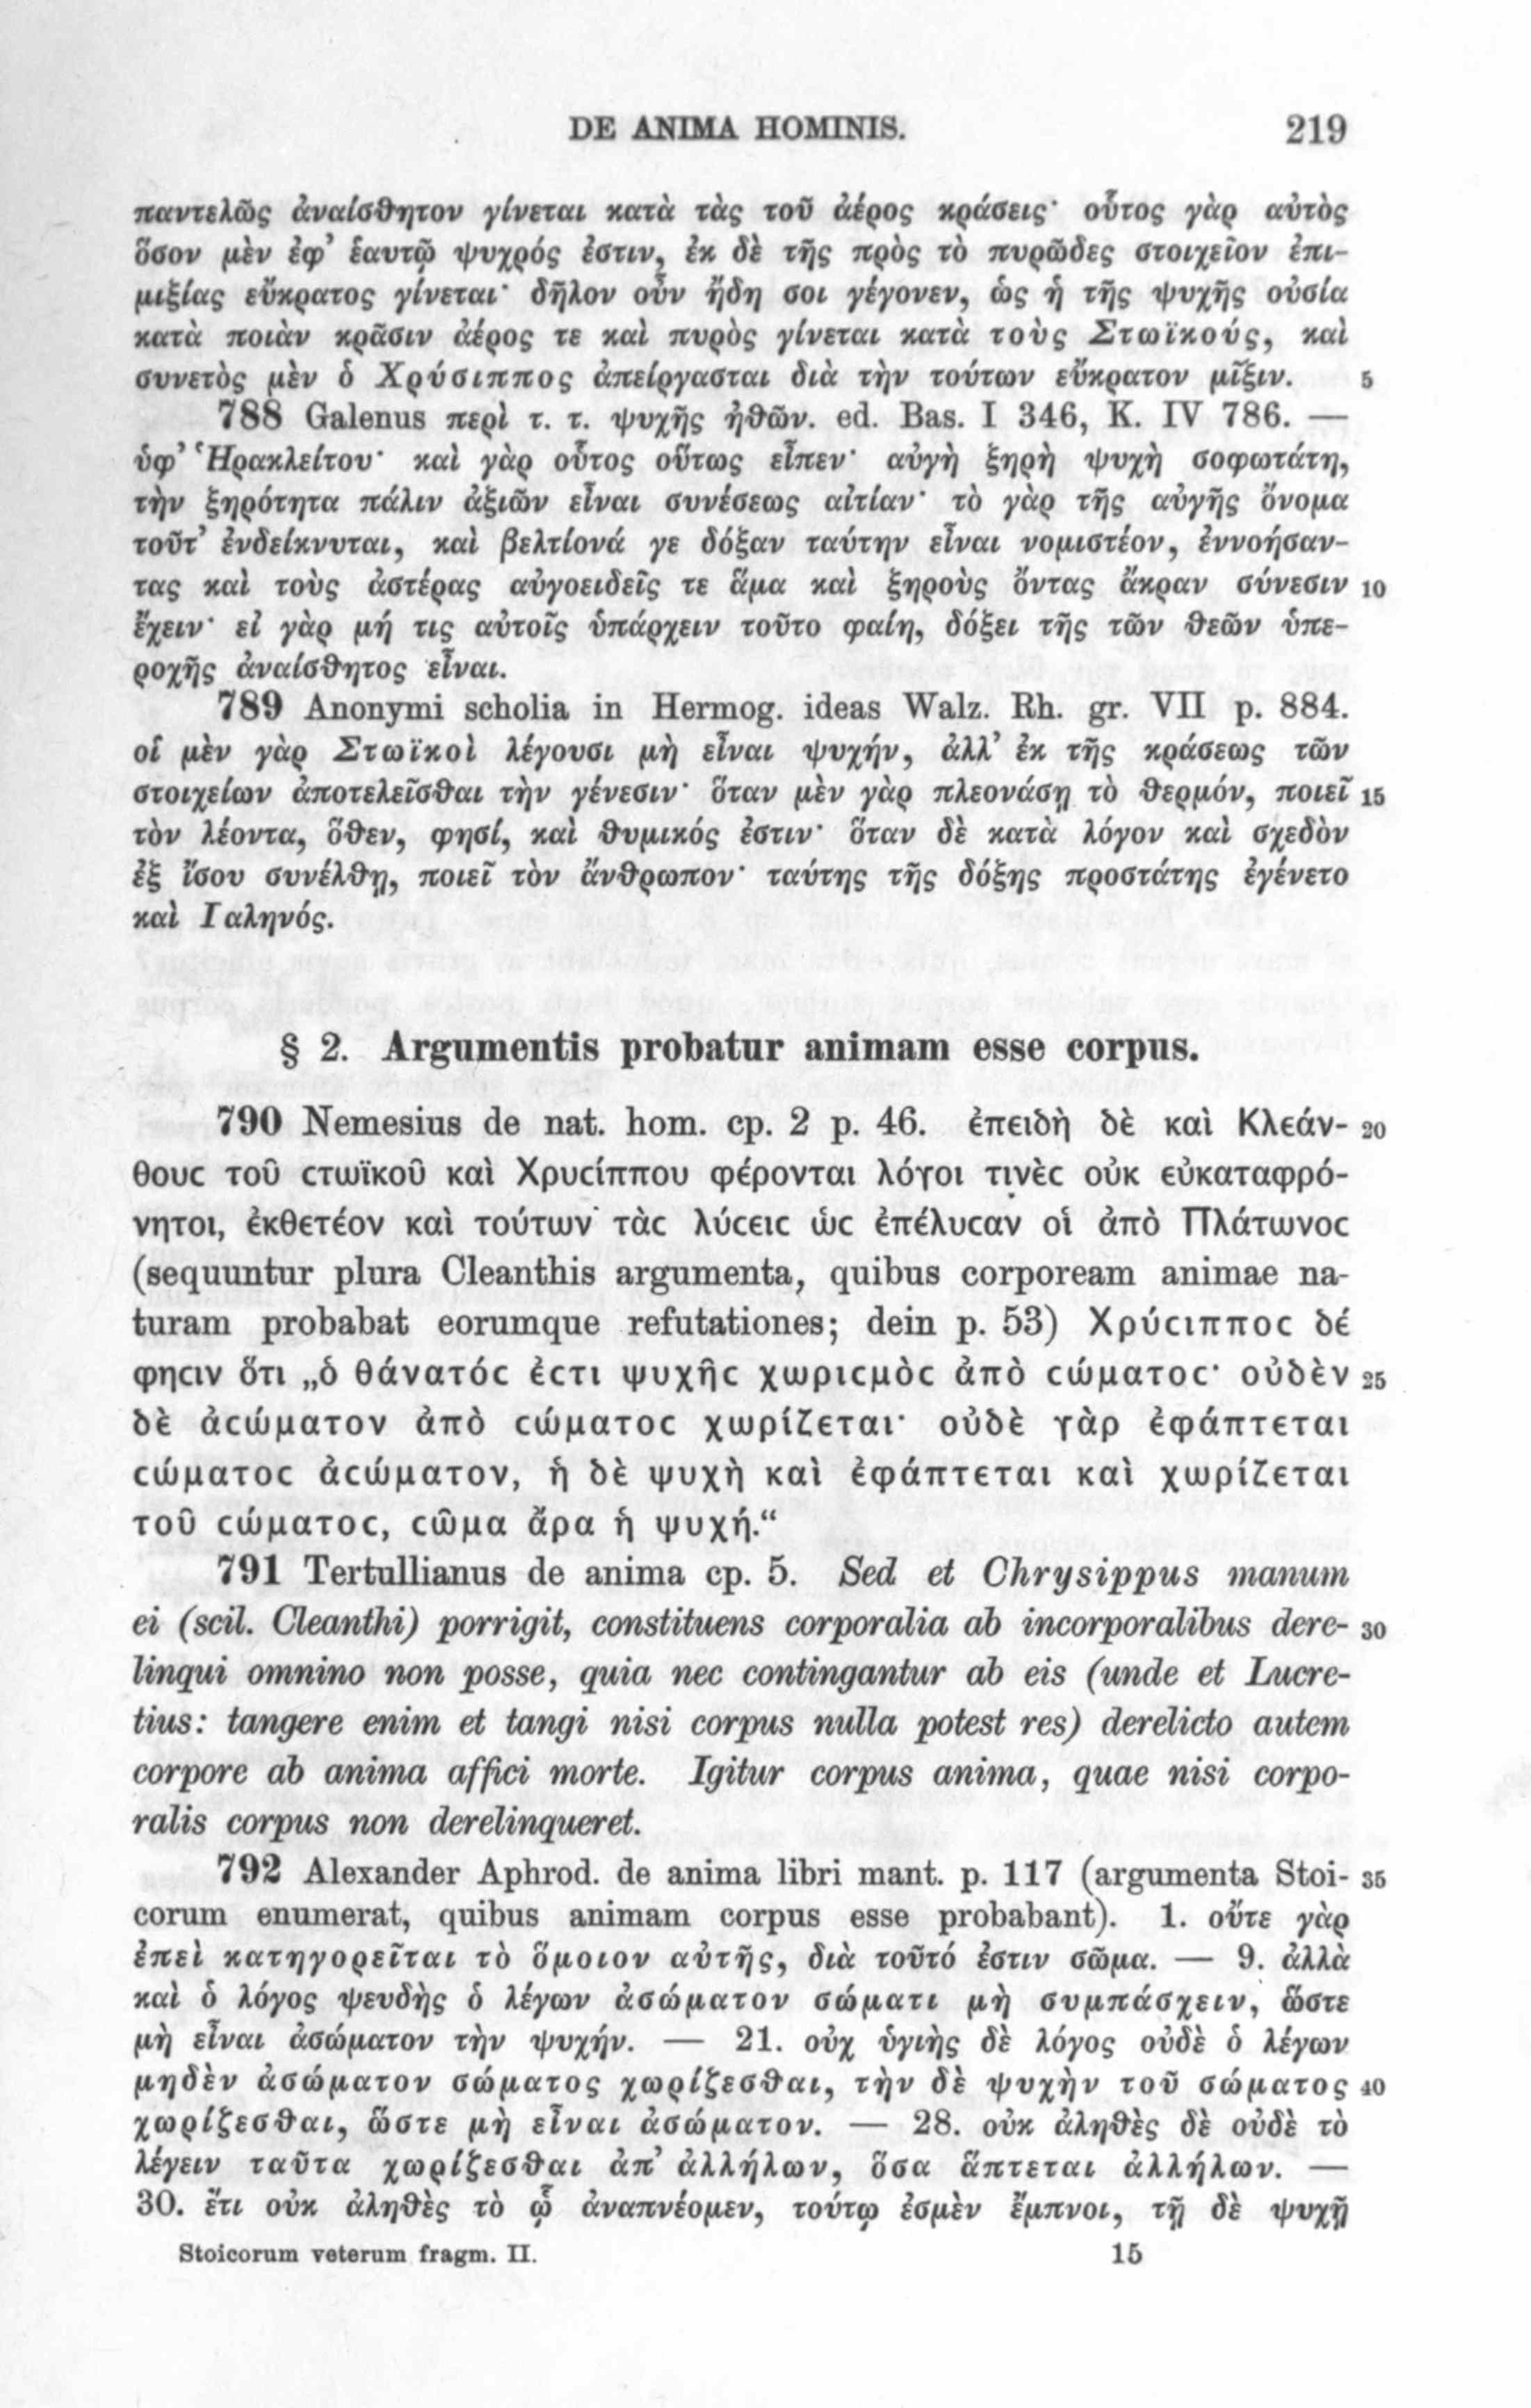 DE ANIMA HOMINIS. 219
παντελῶς ἀναίσθητον γίνεται κατὰ τὰς τοῦ ἀέρος κράσεις· οὗτος γὰρ αὐτὸς
ὅσον μὲν ἐφ’ ἑαυτῷ ψυχρός ἐστιν, ἐκ δὲ τῆς πρὸς τὸ πυρῶδες στοιχεῖον ἐπι-
μιξίας εὔκρατος γίνεται· δῆλον οὖν ἤδη σοι γέγονεν, ὡς ἡ τῆς ψυχῆς οὐσία
κατὰ ποιὰν κρᾶσιν ἀέρος τε καὶ πυρὸς γίνεται κατὰ τοὺς Στωϊκούς, καὶ
συνετὸς μὲν ὁ Χρύσιππος ἀπείργασται διὰ τὴν τούτων εὔκρατον μῖξιν. 5
788 Galenus περὶ τ. τ. ψυχῆς ἠθῶν. ed. Bas. I 346, K. IV 786. —
ὑφ’ Ἡρακλείτου· καὶ γὰρ οὗτος οὕτως εἶπεν· αὐγὴ ξηρὴ ψυχὴ σοφωτάτη,
τὴν ξηρότητα πάλιν ἀξιῶν εἶναι συνέσεως αἰτίαν· τὸ γὰρ τῆς αὐγῆς ὄνομα
τοῦτ’ ἐνδείκνυται, καὶ βελτίονά γε δόξαν ταύτην εἶναι νομιστέον, ἐννοήσαν-
τας καὶ τοὺς ἀστέρας αὐγοειδεῖς τε ἅμα καὶ ξηροὺς ὄντας ἄκραν σύνεσιν 10
ἔχειν· εἰ γὰρ μή τις αὐτοῖς ὑπάρχειν τοῦτο φαίη, δόξει τῆς τῶν θεῶν ὑπε-
ροχῆς ἀναίσθητος εἶναι.
789 Anonymi scholia in Hermog. ideas Walz. Rh. gr. VII p. 884.
οἱ μὲν γὰρ Στωϊκοὶ λέγουσι μὴ εἶναι ψυχήν, ἀλλ’ ἐκ τῆς κράσεως τῶν
στοιχείων ἀποτελεῖσθαι τὴν γένεσιν· ὅταν μὲν γὰρ πλεονάσῃ τὸ θερμόν, ποιεῖ 15
τὸν λέοντα, ὅθεν, φησί, καὶ θυμικός ἐστιν· ὅταν δὲ κατὰ λόγον καὶ σχεδὸν
ἐξ ἴσου συνέλθῃ, ποιεῖ τὸν ἄνθρωπον· ταύτης τῆς δόξης προστάτης ἐγένετο
καὶ Γαληνός.
§ 2. Argumentis probatur animam esse corpus.
790 Nemesius de nat. hom. cp. 2 p. 46. ἐπειδὴ δὲ καὶ Κλεάν- 20
θουϲ τοῦ ϲτωϊκοῦ καὶ Χρυϲίππου φέρονται λόγοι τινὲϲ οὐκ εὐκαταφρό-
νητοι, ἐκθετέον καὶ τούτων τὰϲ λύϲειϲ ὡϲ ἐπέλυϲαν οἱ ἀπὸ Πλάτωνοϲ
(sequuntur plura Cleanthis argumenta, quibus corpoream animae na-
turam probabat eorumque refutationes; dein p. 53) Χρύϲιπποϲ δέ
φηϲιν ὅτι „ὁ θάνατόϲ ἐϲτι ψυχῆϲ χωριϲμὸϲ ἀπὸ ϲώματοϲ· οὐδὲν 25
δὲ ἀϲώματον ἀπὸ ϲώματοϲ χωρίζεται· οὐδὲ γὰρ ἐφάπτεται
ϲώματοϲ ἀϲώματον, ἡ δὲ ψυχὴ καὶ ἐφάπτεται καὶ χωρίζεται
τοῦ ϲώματοϲ, ϲῶμα ἄρα ἡ ψυχή.“
791 Tertullianus de anima cp. 5. Sed et Chrysippus manum
ei (scil. Cleanthi) porrigit, constituens corporalia ab incorporalibus dere- 30
linqui omnino non posse, quia nec contingantur ab eis (unde et Lucre-
tius: tangere enim et tangi nisi corpus nulla potest res) derelicto autem
corpore ab anima affici morte. Igitur corpus anima, quae nisi corpo-
ralis corpus non derelinqueret.
792 Alexander Aphrod. de anima libri mant. p. 117 (argumenta Stoi- 35
corum enumerat, quibus animam corpus esse probabant). 1. οὔτε γὰρ
ἐπεὶ κατηγορεῖται τὸ ὅμοιον αὐτῆς, διὰ τοῦτό ἐστιν σῶμα. — 9. ἀλλὰ
καὶ ὁ λόγος ψευδὴς ὁ λέγων ἀσώματον σώματι μὴ συμπάσχειν, ὥστε
μὴ εἶναι ἀσώματον τὴν ψυχήν. — 21. οὐχ ὑγιὴς δὲ λόγος οὐδὲ ὁ λέγων
μηδὲν ἀσώματον σώματος χωρίζεσθαι, τὴν δὲ ψυχὴν τοῦ σώματος 40
χωρίζεσθαι, ὥστε μὴ εἶναι ἀσώματον. — 28. οὐκ ἀληθὲς δὲ οὐδὲ τὸ
λέγειν ταῦτα χωρίζεσθαι ἀπ’ ἀλλήλων, ὅσα ἅπτεται ἀλλήλων. —
30. ἔτι οὐκ ἀληθὲς τὸ ᾧ ἀναπνέομεν, τούτῳ ἐσμὲν ἔμπνοι, τῇ δὲ ψυχῇ
Stoicorum veterum fragm. II. 15